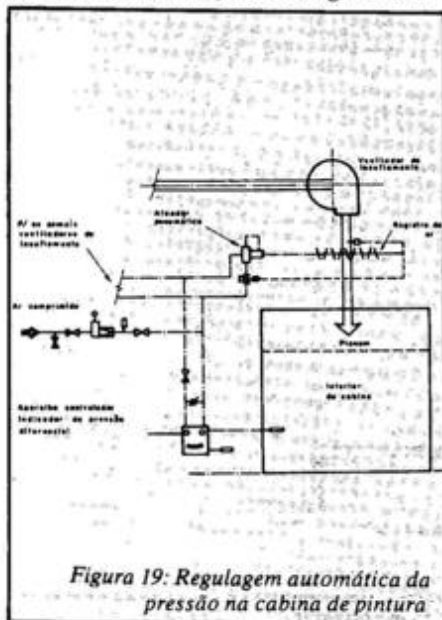 Ventilador de
insuflamento
Atuador
pneumático
Registro de
ar
P/ os demais
ventiladores de
insuflamento
Ar comprimido
Plenum
Interior
da cabina
Aparelho controlador
indicador de pressão
diferencial
Figura 19: Regulagem automática da
pressão na cabina de pintura